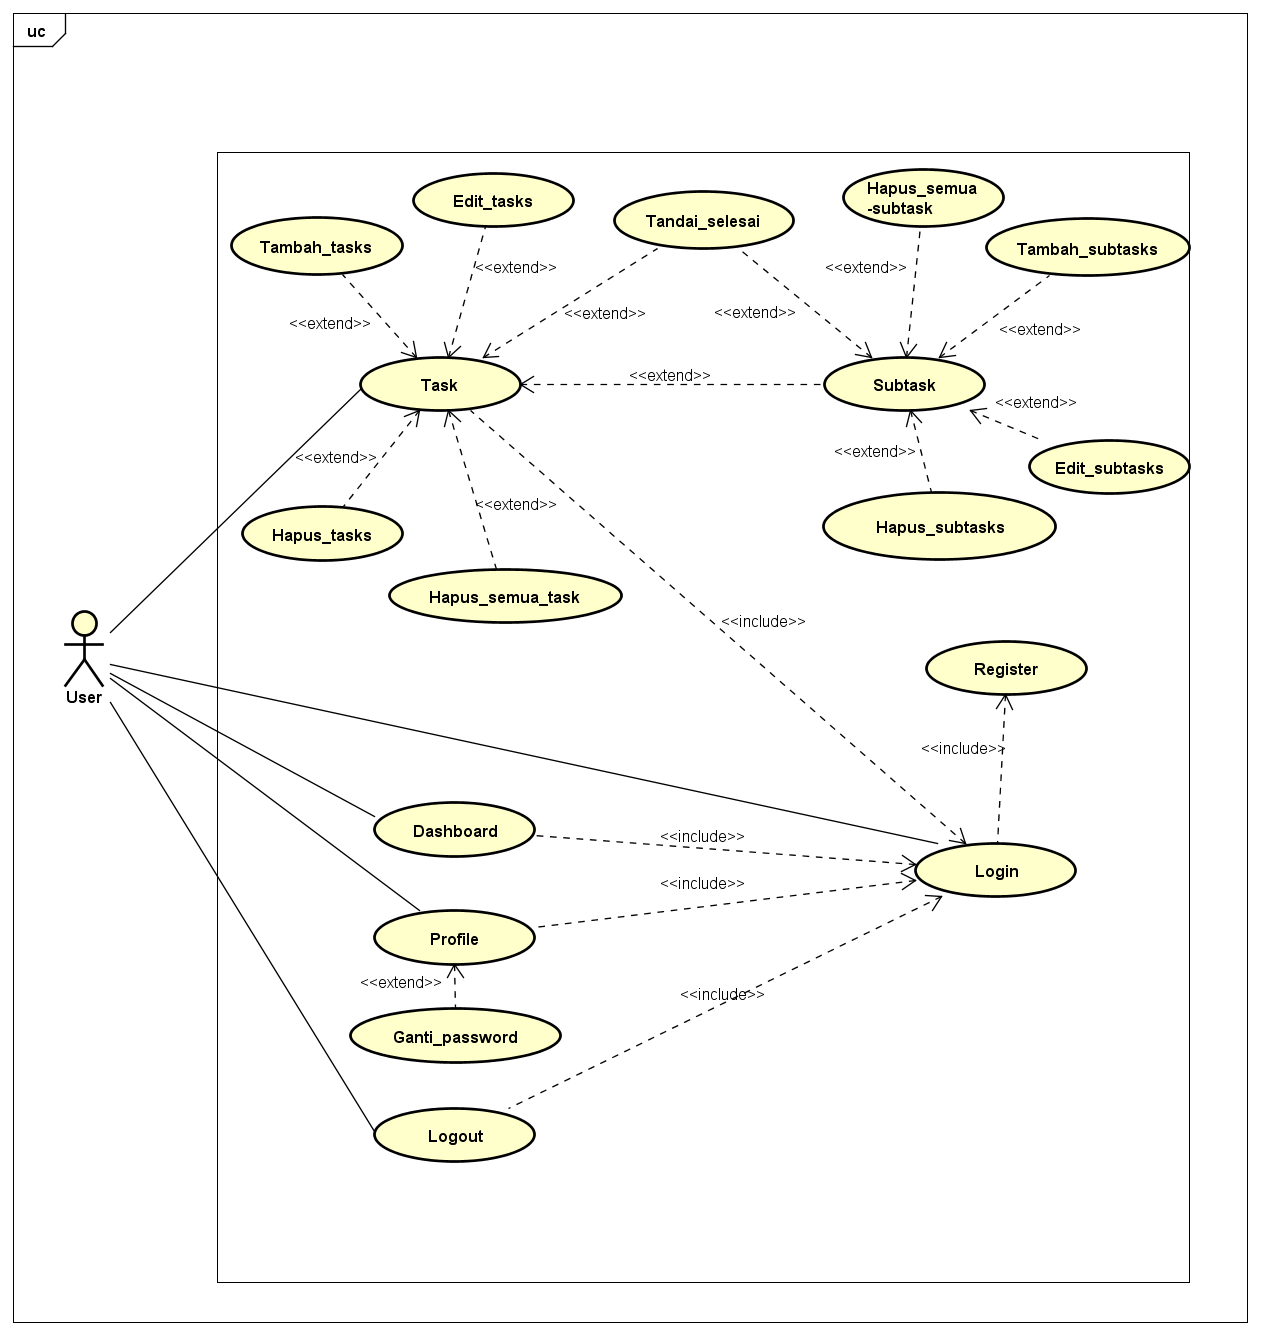 uc
Hapus_semua
-subtask
Edit_tasks
Tandai_selesai
Tambah_tasks
Tambah_subtasks
<<extend>>
<<extend>>
<<extend>>
<<extend>>
<<extend>>
<<extend>>
Task
<<extend>>
Subtask
<<extend>>
<<extend>>
<<extend>>
Edit_subtasks
<<extend>>
Hapus_tasks
Hapus_subtasks
Hapus_semua_task
<<include>>
Register
User
<<include>>
Dashboard
<<include>>
Login
<<include>>
Profile
<<extend>>
<<include>>
Ganti_password
Logout